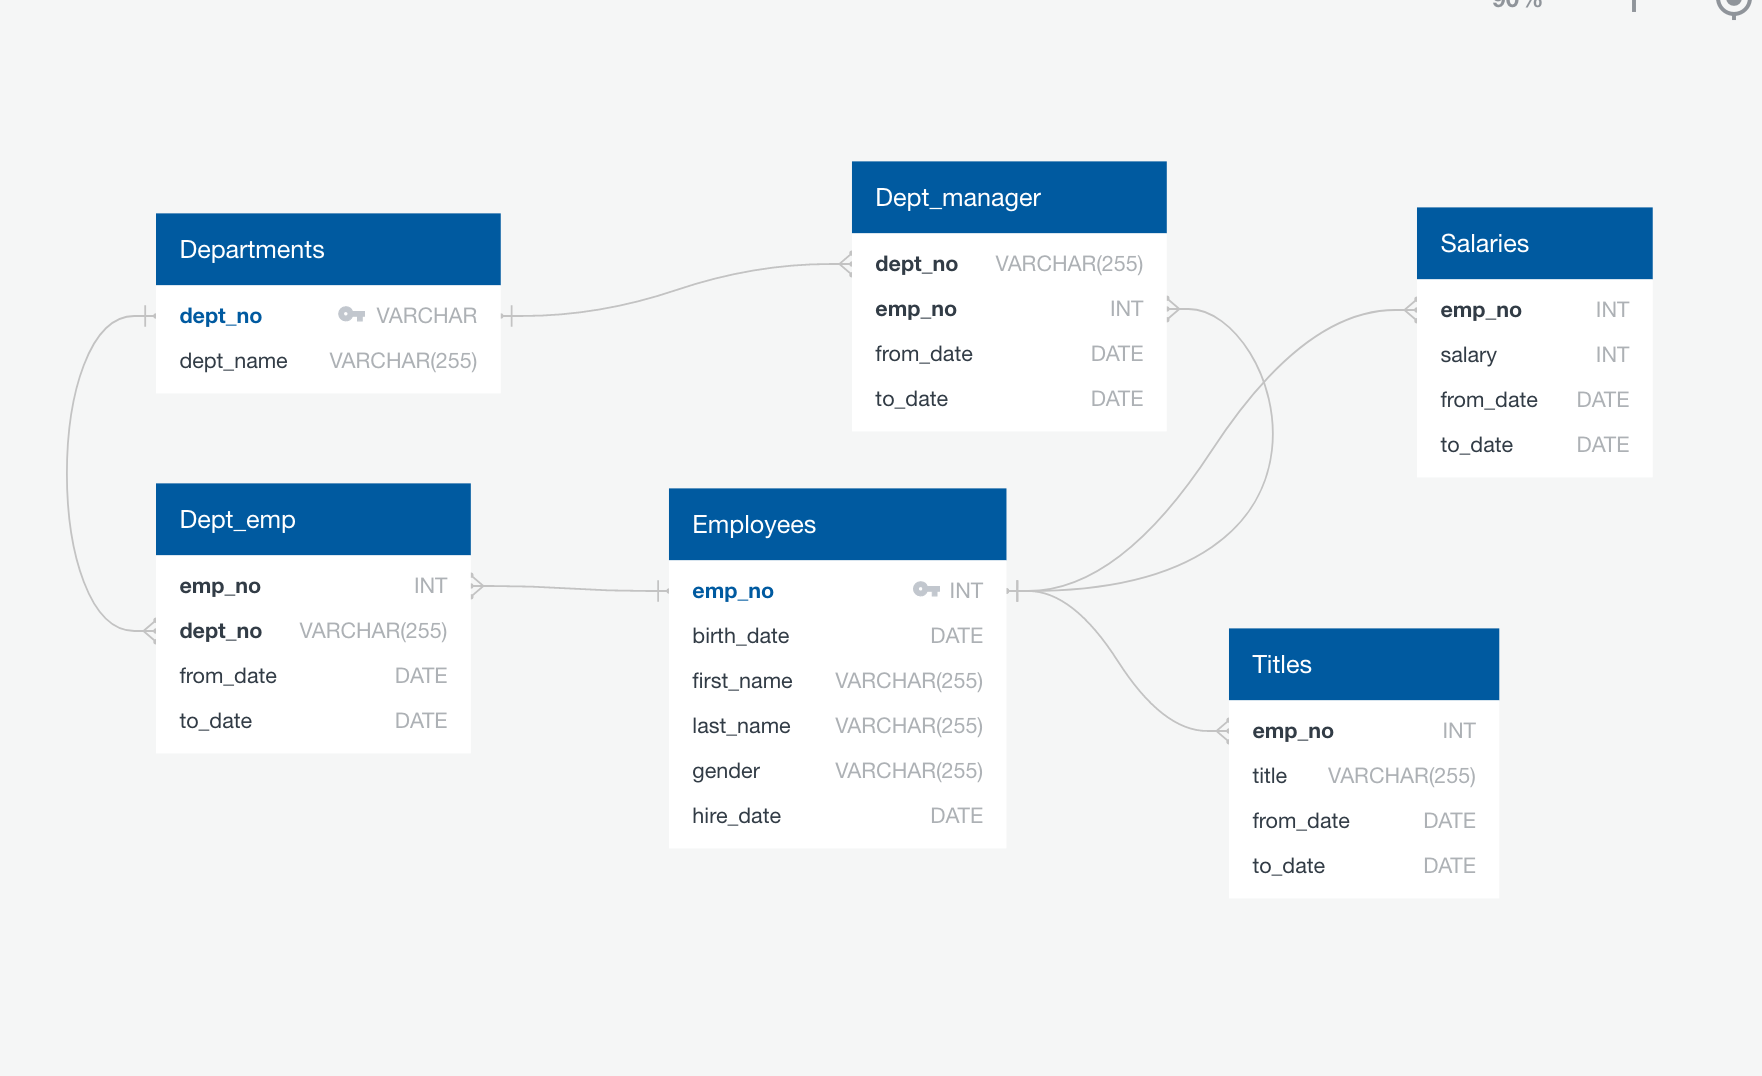 90%
Departments
dept_no VARCHAR
dept_name VARCHAR(255)
Dept_manager
dept_no VARCHAR(255)
emp_no INT
from_date DATE
to_date DATE
Salaries
emp_no INT
salary INT
from_date DATE
to_date DATE
Dept_emp
emp_no INT
dept_no VARCHAR(255)
from_date DATE
to_date DATE
Employees
emp_no INT
birth_date DATE
first_name VARCHAR(255)
last_name VARCHAR(255)
gender VARCHAR(255)
hire_date DATE
Titles
emp_no INT
title VARCHAR(255)
from_date DATE
to_date DATE